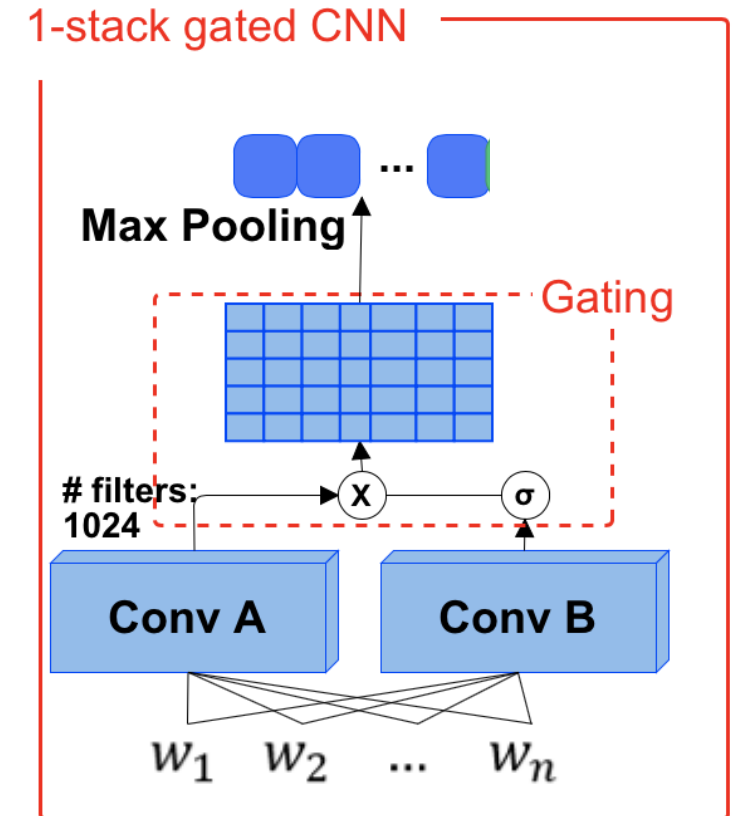 1-stack gated CNN
...
Max Pooling
Gating
# filters:
1024
X
σ
Conv A
Conv B
w1 w2 ... wn